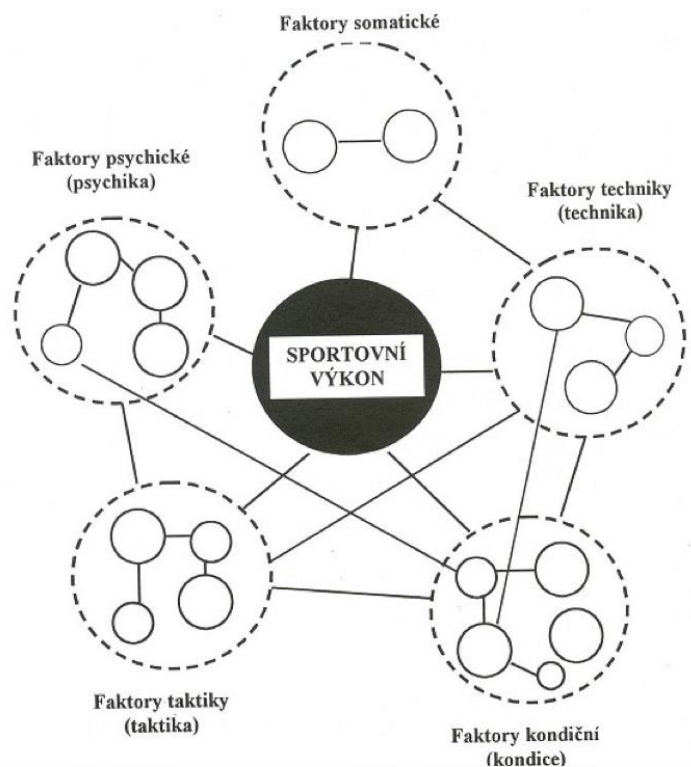 Faktory somatické
Faktory psychické
(psychika)
Faktory techniky
(technika)
SPORTOVNÍ
VÝKON
Faktory taktiky
(taktika)
Faktory kondiční
(kondice)